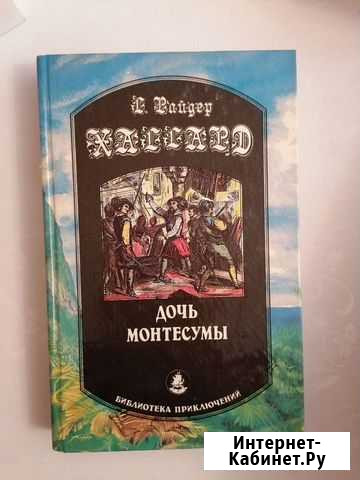 Г. Райдер
ХАГГАРД
ДОЧЬ
МОНТЕСУМЫ
БИБЛИОТЕКА ПРИКЛЮЧЕНИЙ
Интернет-
Кабинет.Ру